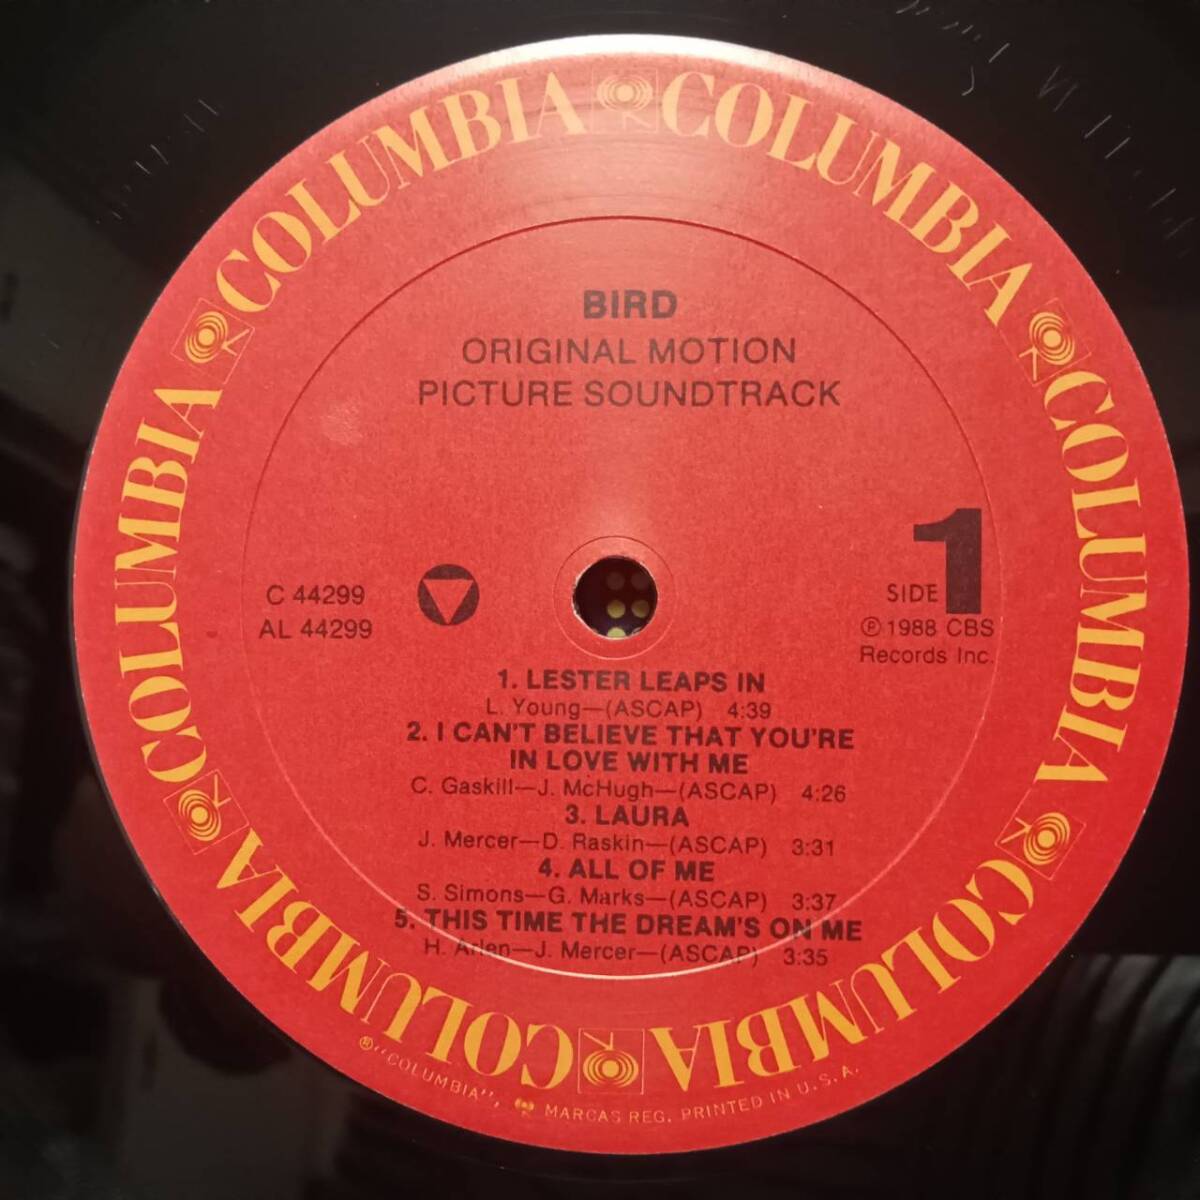 COLUMBIA COLUMBIA COLUMBIA COLUMBIA COLUMBIA COLUMBIA
BIRD
ORIGINAL MOTION
PICTURE SOUNDTRACK
C 44299
AL 44299
SIDE 1
℗ 1988 CBS
Records Inc.
1. LESTER LEAPS IN
L. Young—(ASCAP) 4:39
2. I CAN'T BELIEVE THAT YOU'RE
IN LOVE WITH ME
C. Gaskill—J. McHugh—(ASCAP) 4:26
3. LAURA
J. Mercer—D. Raskin—(ASCAP) 3:31
4. ALL OF ME
S. Simons—G. Marks—(ASCAP) 3:37
5. THIS TIME THE DREAM'S ON ME
H. Arlen—J. Mercer—(ASCAP) 3:35
® "COLUMBIA", MARCAS REG. PRINTED IN U.S.A.